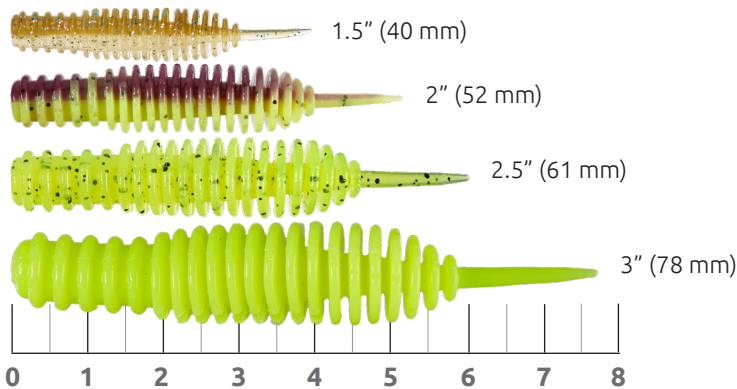 1.5” (40 mm)
2” (52 mm)
2.5” (61 mm)
3” (78 mm)
0 1 2 3 4 5 6 7 8